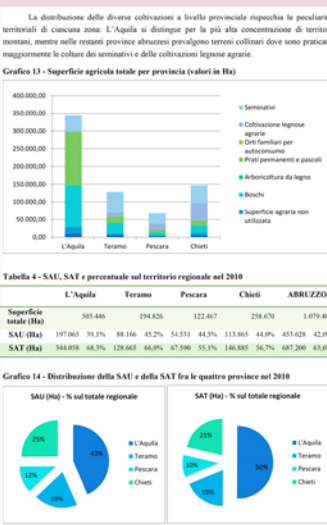 La distribuzione delle diverse coltivazioni a livello provinciale rispecchia le peculiarit
territoriali di ciascuna zona: L'Aquila si distingue per la più alta concentrazione di territo
montani, mentre nelle restanti province abruzzesi prevalgono terreni collinari dove sono praticat
maggiormente le colture dei seminativi e delle coltivazioni legnose agrarie.
Grafico 13 - Superficie agricola totale per provincia (valori in Ha)
400.000,00
350.000,00
300.000,00
250.000,00
200.000,00
150.000,00
100.000,00
50.000,00
0,00
L'Aquila Teramo Pescara Chieti
Seminativi
Coltivazione legnose
agrarie
Orti familiari per
autoconsumo
Prati permanenti e pascoli
Arboricoltura da legno
Boschi
Superficie agraria non
utilizzata
Tabella 4 - SAU, SAT e percentuale sul territorio regionale nel 2010
L'Aquila Teramo Pescara Chieti ABRUZZO
Superficie
totale (Ha) 503.446 194.826 122.467 258.670 1.079.40
SAU (Ha) 197.065 39,1% 88.166 45,2% 54.531 44,5% 113.865 44,0% 453.628 42,0
SAT (Ha) 344.058 68,3% 128.665 66,0% 67.590 55,1% 146.885 56,7% 687.200 63,6
Grafico 14 - Distribuzione della SAU e della SAT fra le quattro province nel 2010
SAU (Ha) - % sul totale regionale
25%
43%
12%
19%
L'Aquila
Teramo
Pescara
Chieti
SAT (Ha) - % sul totale regionale
21%
50%
10%
19%
L'Aquila
Teramo
Pescara
Chieti